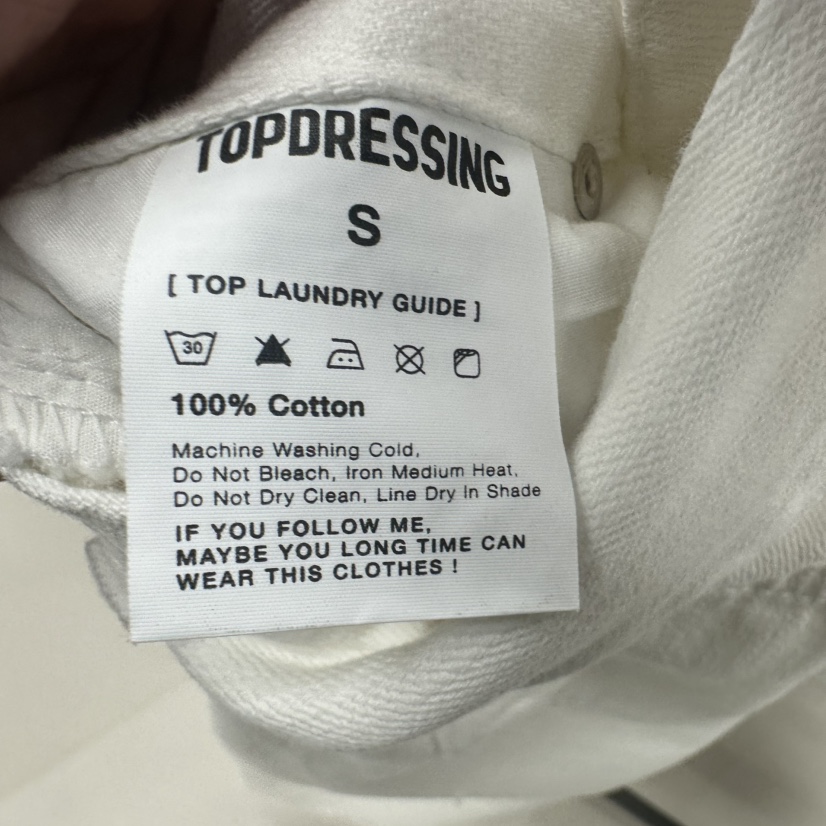 TOPDRESSING
S
[ TOP LAUNDRY GUIDE ]
30
100% Cotton
Machine Washing Cold,
Do Not Bleach, Iron Medium Heat,
Do Not Dry Clean, Line Dry In Shade
IF YOU FOLLOW ME,
MAYBE YOU LONG TIME CAN
WEAR THIS CLOTHES !